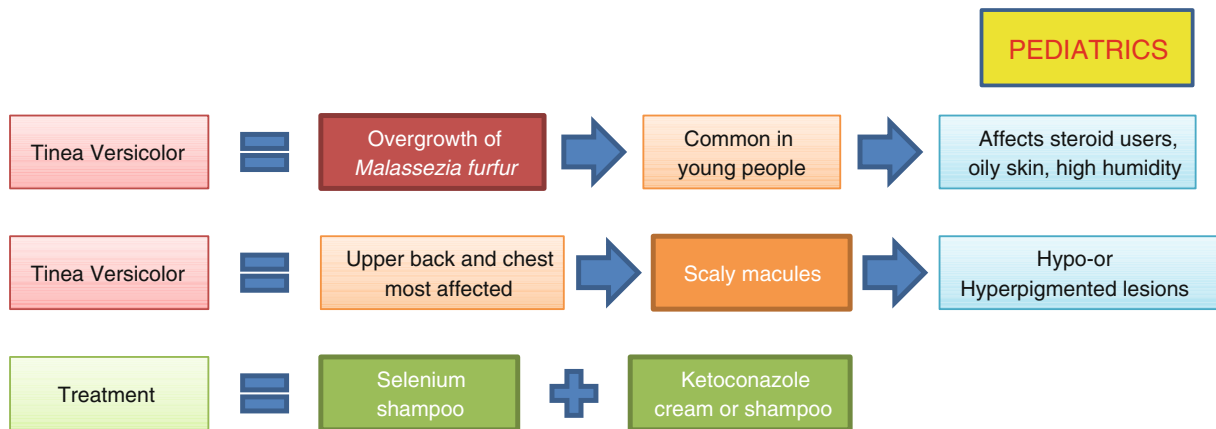 PEDIATRICS
Tinea Versicolor
Overgrowth of
Malassezia furfur
Common in
young people
Affects steroid users,
oily skin, high humidity
Tinea Versicolor
Upper back and chest
most affected
Scaly macules
Hypo-or
Hyperpigmented lesions
Treatment
Selenium
shampoo
Ketoconazole
cream or shampoo